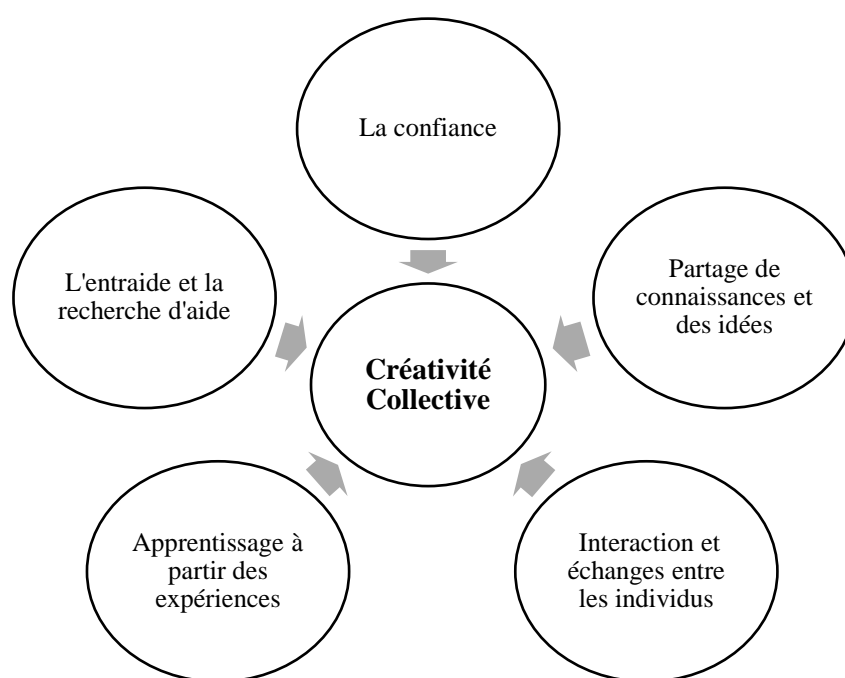 La confiance
L'entraide et la
recherche d'aide
Partage de
connaissances et
des idées
Créativité
Collective
Apprentissage à
partir des
expériences
Interaction et
échanges entre
les individus